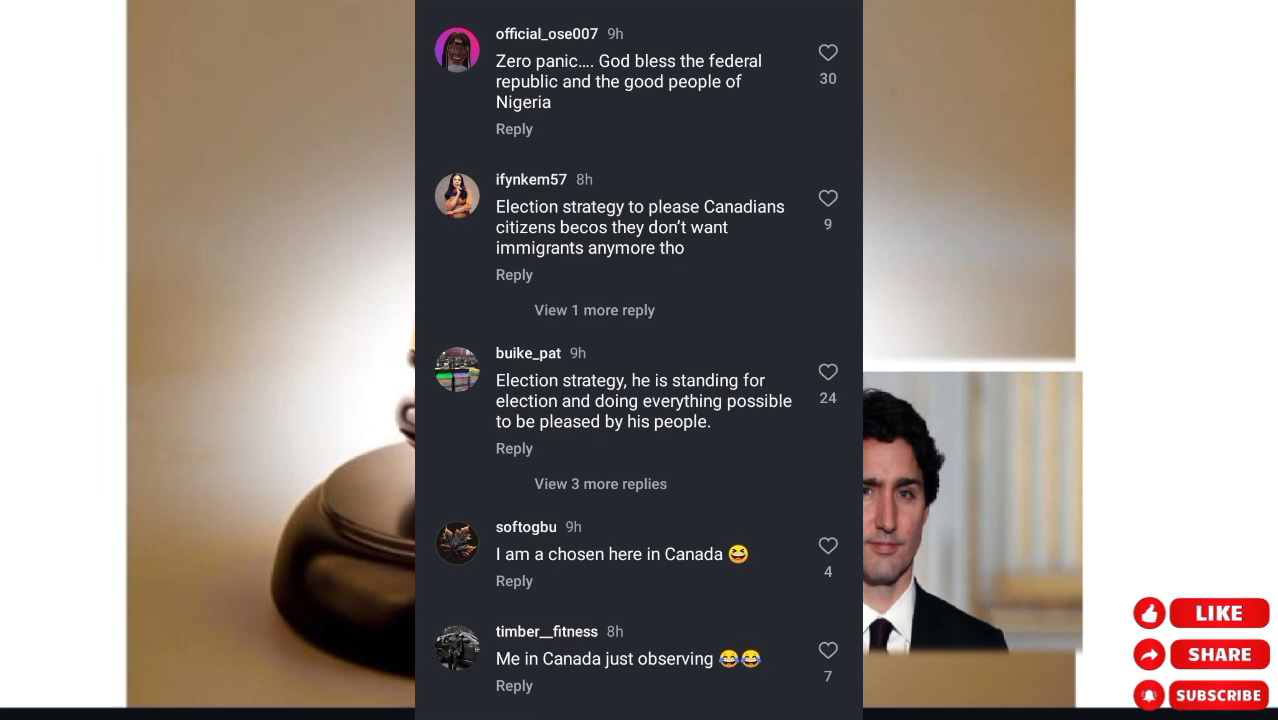 official_ose007 9h
Zero panic.... God bless the federal
republic and the good people of
Nigeria
30
Reply
ifynkem57 8h
Election strategy to please Canadians
citizens becos they don't want
immigrants anymore tho
9
Reply
View 1 more reply
buike_pat 9h
Election strategy, he is standing for
election and doing everything possible
to be pleased by his people.
24
Reply
View 3 more replies
softogbu 9h
I am a chosen here in Canada 😆
4
Reply
timber__fitness 8h
Me in Canada just observing 😂😂
7
Reply
LIKE
SHARE
SUBSCRIBE